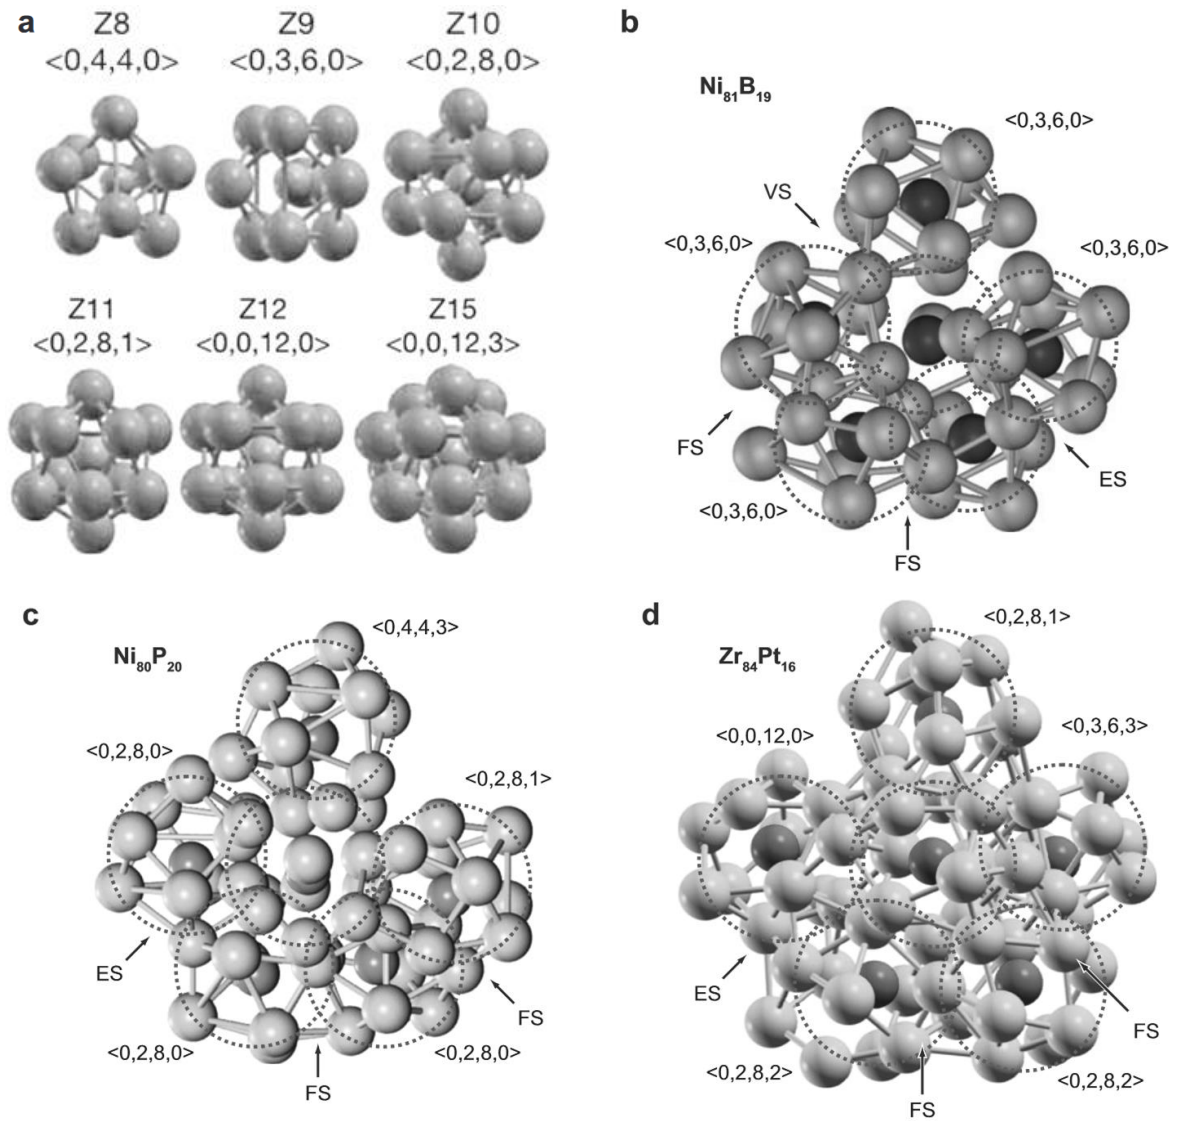 a
Z8 Z9 Z10
<0,4,4,0> <0,3,6,0> <0,2,8,0>
Z11 Z12 Z15
<0,2,8,1> <0,0,12,0> <0,0,12,3>
b
Ni81B19
<0,3,6,0>
VS
<0,3,6,0>
<0,3,6,0>
FS
ES
<0,3,6,0>
FS
c
Ni80P20
<0,4,4,3>
<0,2,8,0>
<0,2,8,1>
ES
FS
<0,2,8,0>
<0,2,8,0>
FS
d
Zr84Pt16
<0,2,8,1>
<0,0,12,0>
<0,3,6,3>
ES
FS
<0,2,8,2>
<0,2,8,2>
FS